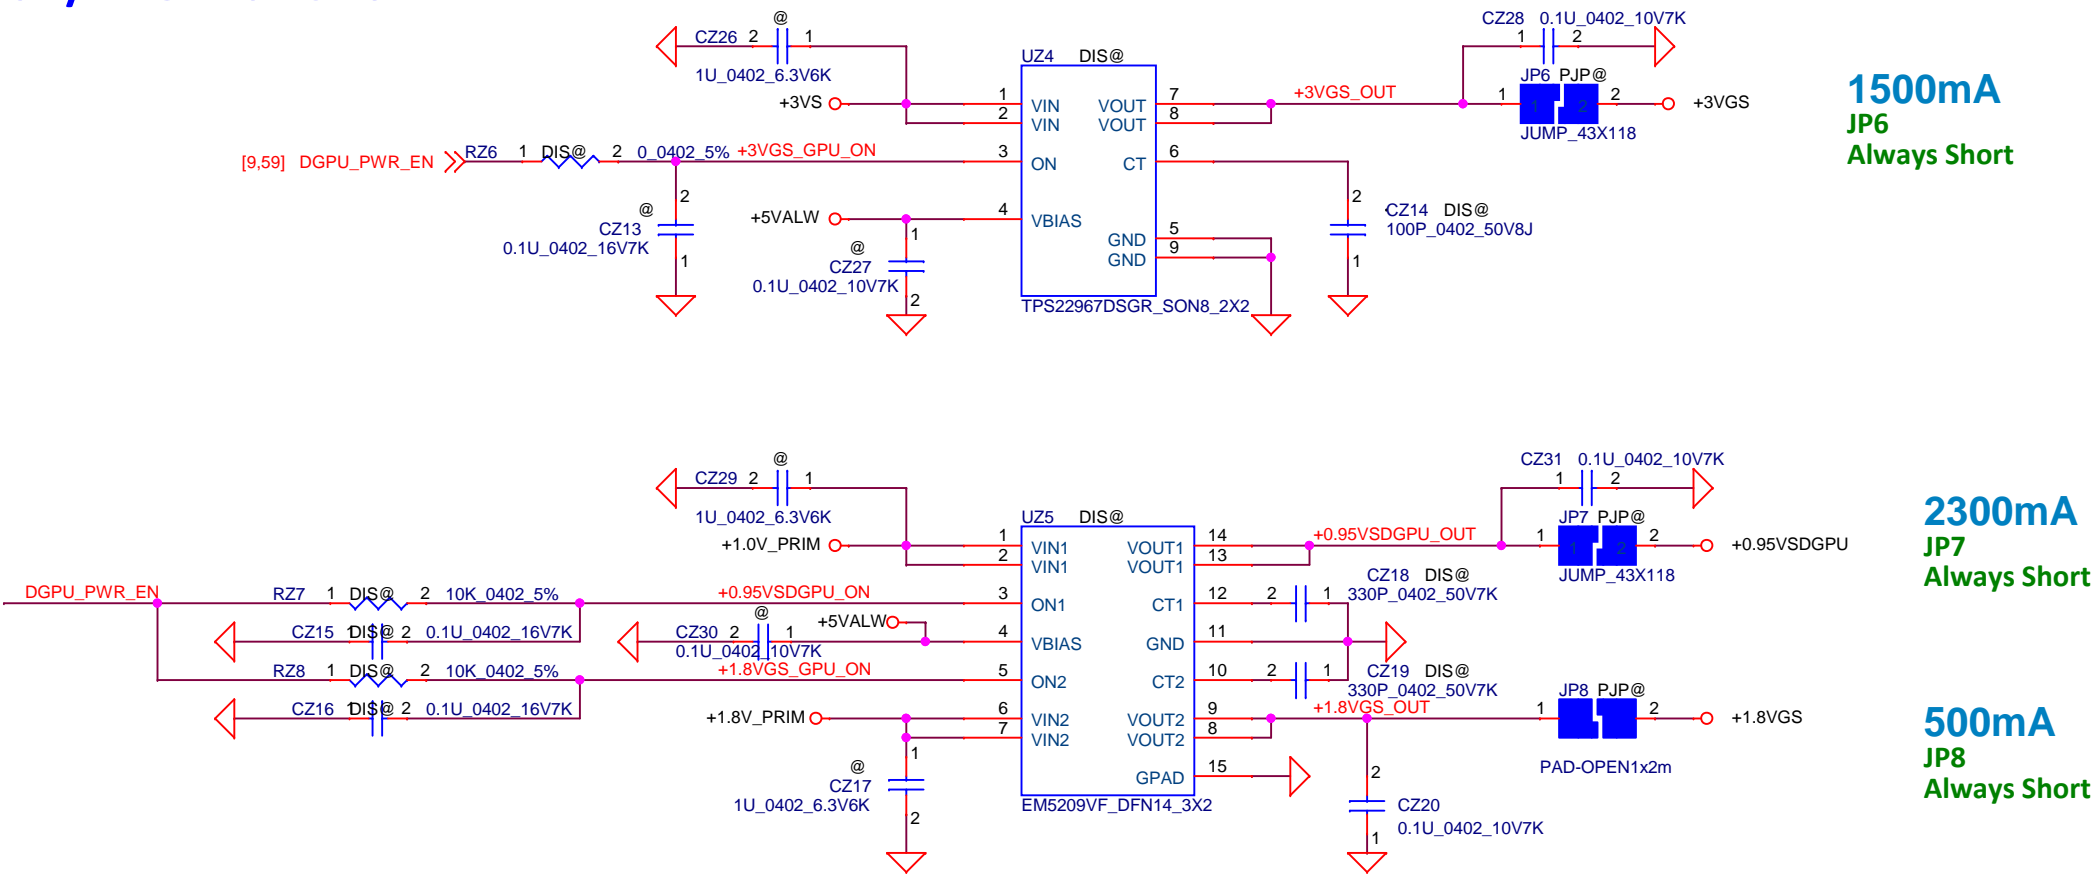 @
CZ26 2 1
1U_0402_6.3V6K
+3VS
UZ4 DIS@
1 VIN
2 VIN
3 ON
4 VBIAS
VOUT 7
VOUT 8
CT 6
GND 5
GND 9
TPS22967DSGR_SON8_2X2
[9,59] DGPU_PWR_EN
RZ6 1 DIS@ 2 0_0402_5%
+3VGS_GPU_ON
2
@
CZ13
0.1U_0402_16V7K
1
+5VALW
1
@
CZ27
0.1U_0402_10V7K
2
CZ28 0.1U_0402_10V7K
1 2
+3VGS_OUT
JP6 PJP@
1 1 2 2
JUMP_43X118
+3VGS
2
CZ14 DIS@
100P_0402_50V8J
1
1500mA
JP6
Always Short
@
CZ29 2 1
1U_0402_6.3V6K
+1.0V_PRIM
UZ5 DIS@
1 VIN1
2 VIN1
3 ON1
4 VBIAS
5 ON2
6 VIN2
7 VIN2
VOUT1 14
VOUT1 13
CT1 12
GND 11
CT2 10
VOUT2 9
VOUT2 8
GPAD 15
EM5209VF_DFN14_3X2
DGPU_PWR_EN
RZ7 1 DIS@ 2 10K_0402_5%
+0.95VSDGPU_ON
CZ15 1 DIS@ 2 0.1U_0402_16V7K
RZ8 1 DIS@ 2 10K_0402_5%
+1.8VGS_GPU_ON
CZ16 1 DIS@ 2 0.1U_0402_16V7K
@
CZ30 2 1
0.1U_0402_10V7K
+5VALW
+1.8V_PRIM
1
@
CZ17
1U_0402_6.3V6K
2
CZ31 0.1U_0402_10V7K
1 2
+0.95VSDGPU_OUT
JP7 PJP@
1 1 2 2
JUMP_43X118
+0.95VSDGPU
CZ18 DIS@
330P_0402_50V7K
2 1
2 1
CZ19 DIS@
330P_0402_50V7K
+1.8VGS_OUT
JP8 PJP@
1 2
PAD-OPEN1x2m
+1.8VGS
2
CZ20
0.1U_0402_10V7K
1
2300mA
JP7
Always Short
500mA
JP8
Always Short